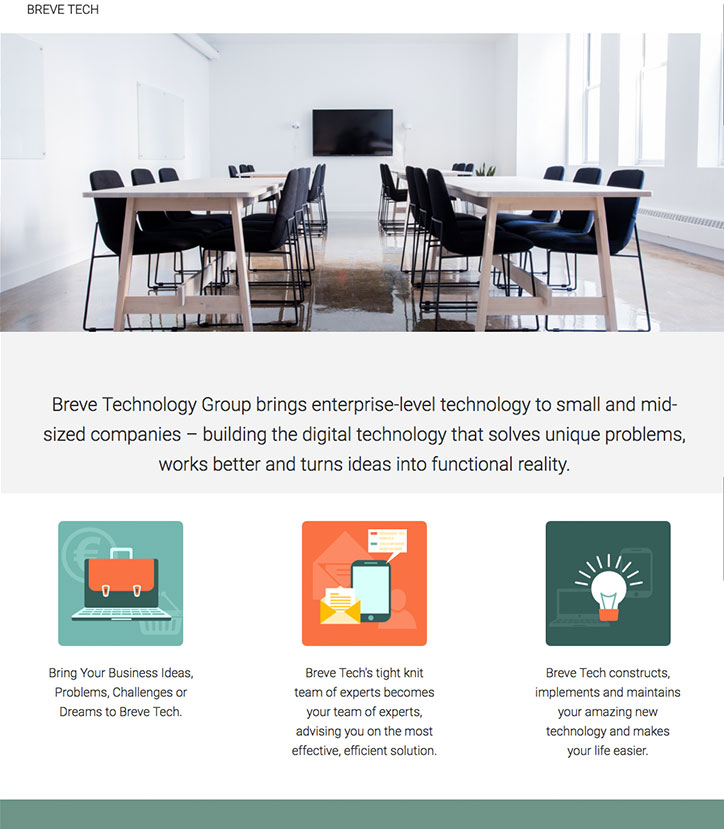 BREVE TECH
Breve Technology Group brings enterprise-level technology to small and mid-
sized companies – building the digital technology that solves unique problems,
works better and turns ideas into functional reality.
Bring Your Business Ideas,
Problems, Challenges or
Dreams to Breve Tech.
Breve Tech's tight knit
team of experts becomes
your team of experts,
advising you on the most
effective, efficient solution.
Breve Tech constructs,
implements and maintains
your amazing new
technology and makes
your life easier.